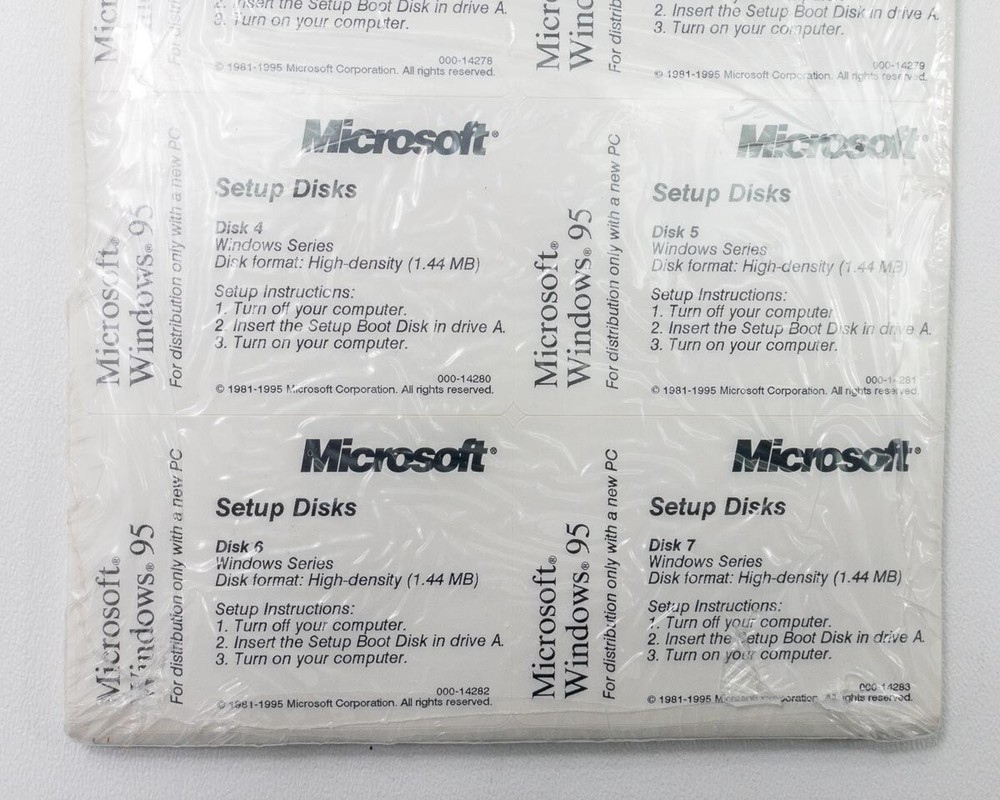 2. Insert the Setup Boot Disk in drive A.
3. Turn on your computer.
000-14278
© 1981-1995 Microsoft Corporation. All rights reserved.
2. Insert the Setup Boot Disk in drive A.
3. Turn on your computer.
000-14279
© 1981-1995 Microsoft Corporation. All rights reserved.
Microsoft®
Windows® 95
For distribution only with a new PC
Microsoft®
Setup Disks
Disk 4
Windows Series
Disk format: High-density (1.44 MB)
Setup Instructions:
1. Turn off your computer.
2. Insert the Setup Boot Disk in drive A.
3. Turn on your computer.
000-14280
© 1981-1995 Microsoft Corporation. All rights reserved.
Microsoft®
Windows® 95
For distribution only with a new PC
Microsoft®
Setup Disks
Disk 5
Windows Series
Disk format: High-density (1.44 MB)
Setup Instructions:
1. Turn off your computer.
2. Insert the Setup Boot Disk in drive A.
3. Turn on your computer.
000-14281
© 1981-1995 Microsoft Corporation. All rights reserved.
Microsoft®
Windows® 95
For distribution only with a new PC
Microsoft®
Setup Disks
Disk 6
Windows Series
Disk format: High-density (1.44 MB)
Setup Instructions:
1. Turn off your computer.
2. Insert the Setup Boot Disk in drive A.
3. Turn on your computer.
000-14282
© 1981-1995 Microsoft Corporation. All rights reserved.
Microsoft®
Windows® 95
For distribution only with a new PC
Microsoft®
Setup Disks
Disk 7
Windows Series
Disk format: High-density (1.44 MB)
Setup Instructions:
1. Turn off your computer.
2. Insert the Setup Boot Disk in drive A.
3. Turn on your computer.
000-14283
© 1981-1995 Microsoft Corporation. All rights reserved.